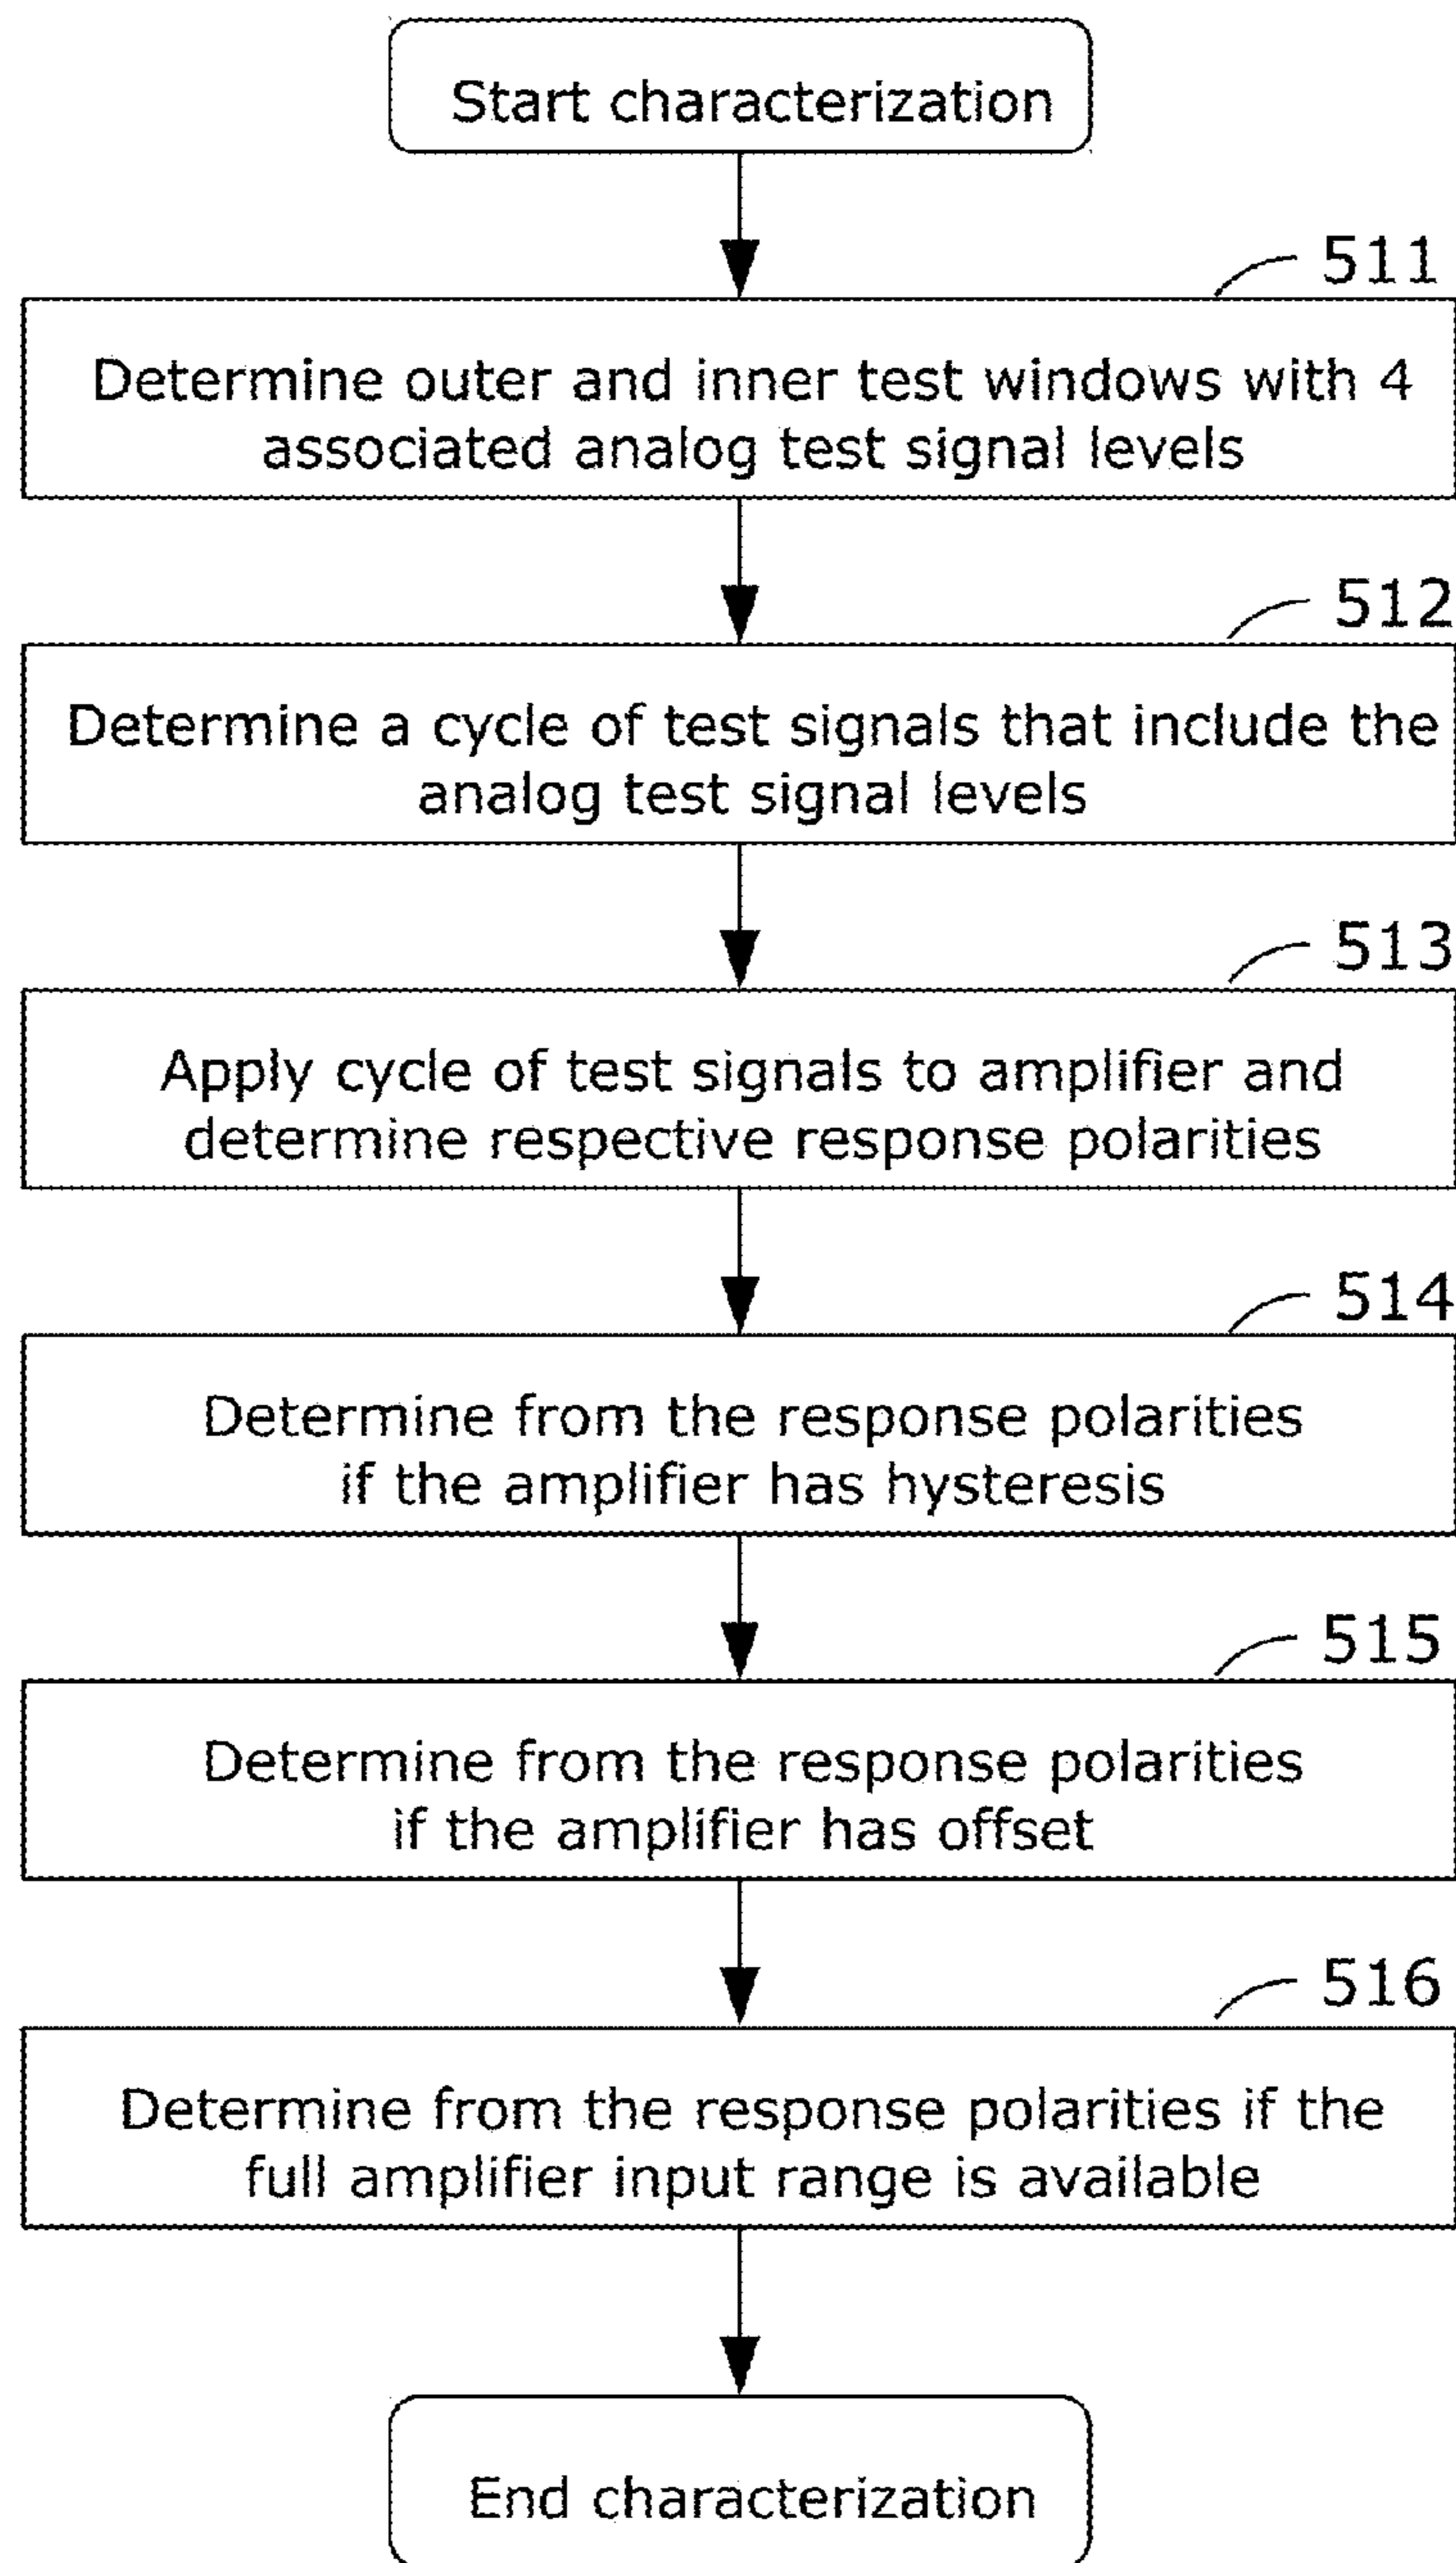 Start characterization
511
Determine outer and inner test windows with 4
associated analog test signal levels
512
Determine a cycle of test signals that include the
analog test signal levels
513
Apply cycle of test signals to amplifier and
determine respective response polarities
514
Determine from the response polarities
if the amplifier has hysteresis
515
Determine from the response polarities
if the amplifier has offset
516
Determine from the response polarities if the
full amplifier input range is available
End characterization